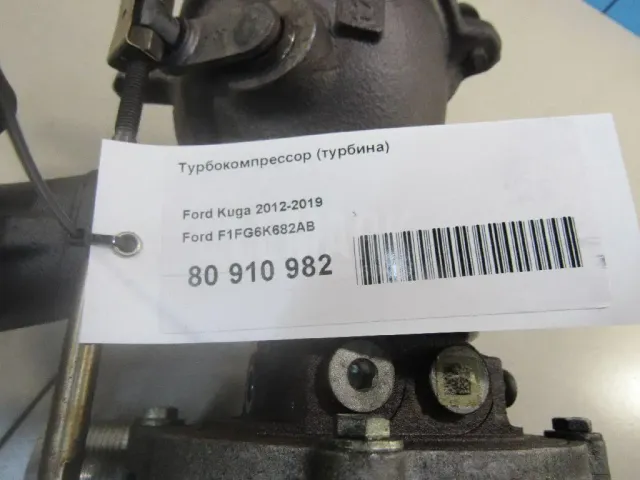 Турбокомпрессор (турбина)
Ford Kuga 2012-2019
Ford F1FG6K682AB
80 910 982